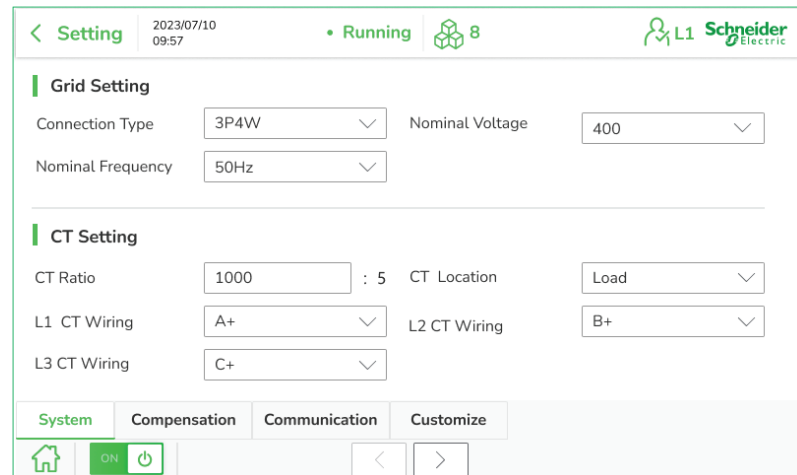 Setting 2023/07/10 09:57 • Running 8 L1 Schneider Electric
Grid Setting
Connection Type 3P4W Nominal Voltage 400
Nominal Frequency 50Hz
CT Setting
CT Ratio 1000 : 5 CT Location Load
L1 CT Wiring A+ L2 CT Wiring B+
L3 CT Wiring C+
System Compensation Communication Customize
ON